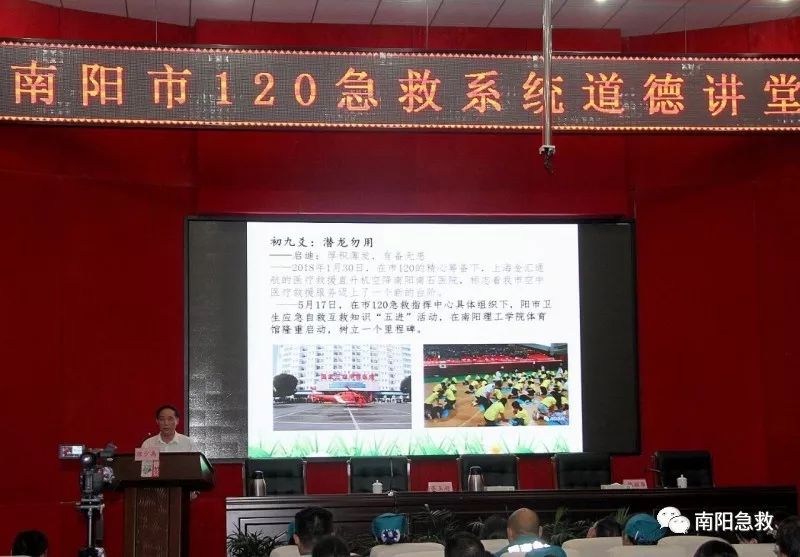 南阳市120急救系统道德讲堂
初九爻：潜龙勿用
——启迪：厚积薄发，有备无患
——2018年1月30日，在市120的精心筹备下，上海金汇通
航的医疗救援直升机空降南阳南石医院，标志着我市空中
医疗救援服务迈上了一个新的台阶。
——5月17日，在市120急救指挥中心具体组织下，阳市卫
生应急自救互救知识“五进”活动，在南阳理工学院体育
馆隆重启动，树立一个里程碑。
南阳急救